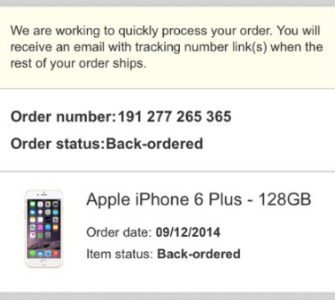 We are working to quickly process your order. You will
receive an email with tracking number link(s) when the
rest of your order ships.
Order number:191 277 265 365
Order status:Back-ordered
Apple iPhone 6 Plus - 128GB
Order date: 09/12/2014
Item status: Back-ordered